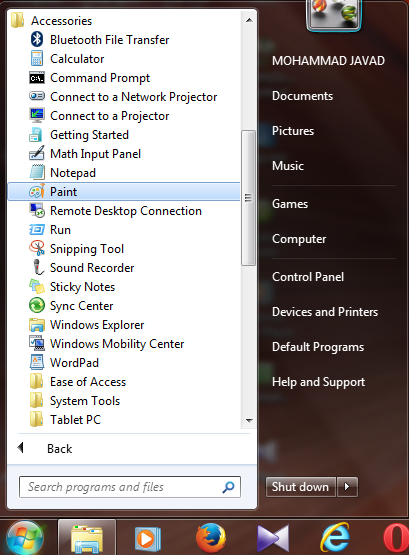 Accessories
Bluetooth File Transfer
Calculator
Command Prompt
Connect to a Network Projector
Connect to a Projector
Getting Started
Math Input Panel
Notepad
Paint
Remote Desktop Connection
Run
Snipping Tool
Sound Recorder
Sticky Notes
Sync Center
Windows Explorer
Windows Mobility Center
WordPad
Ease of Access
System Tools
Tablet PC
Back
Search programs and files
MOHAMMAD JAVAD
Documents
Pictures
Music
Games
Computer
Control Panel
Devices and Printers
Default Programs
Help and Support
Shut down